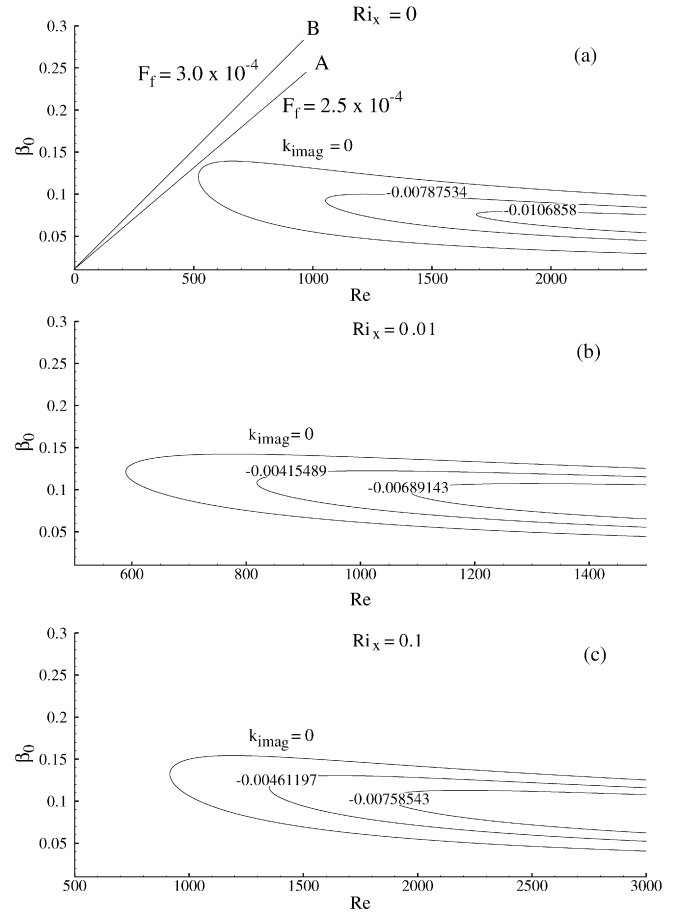 Ri_x = 0
(a)
B
A
F_f = 3.0 x 10^-4
F_f = 2.5 x 10^-4
k_imag = 0
-0.00787534
-0.0106858
0.3
0.25
0.2
β_0
0.1
0.05
0 500 1000 1500 2000
Re
Ri_x = 0.01
(b)
0.3
0.25
0.2
β_0
0.15
0.1
0.05
k_imag = 0
-0.00415489
-0.00689143
600 800 1000 1200 1400
Re
Ri_x = 0.1
(c)
0.3
0.25
0.2
β_0
0.15
0.1
0.05
k_imag = 0
-0.00461197
-0.00758543
500 1000 1500 2000 2500 3000
Re